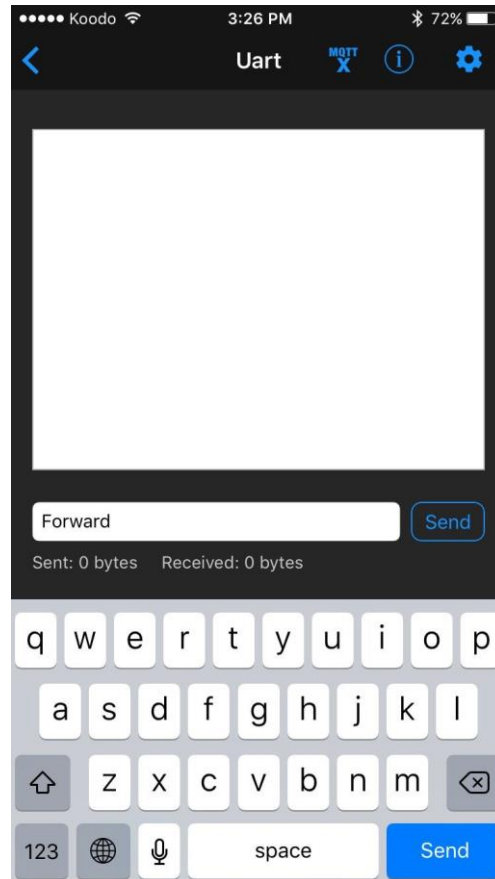 Koodo 3:26 PM 72%
Uart MQTT X i
Forward Send
Sent: 0 bytes Received: 0 bytes
q w e r t y u i o p
a s d f g h j k l
z x c v b n m
123 space Send